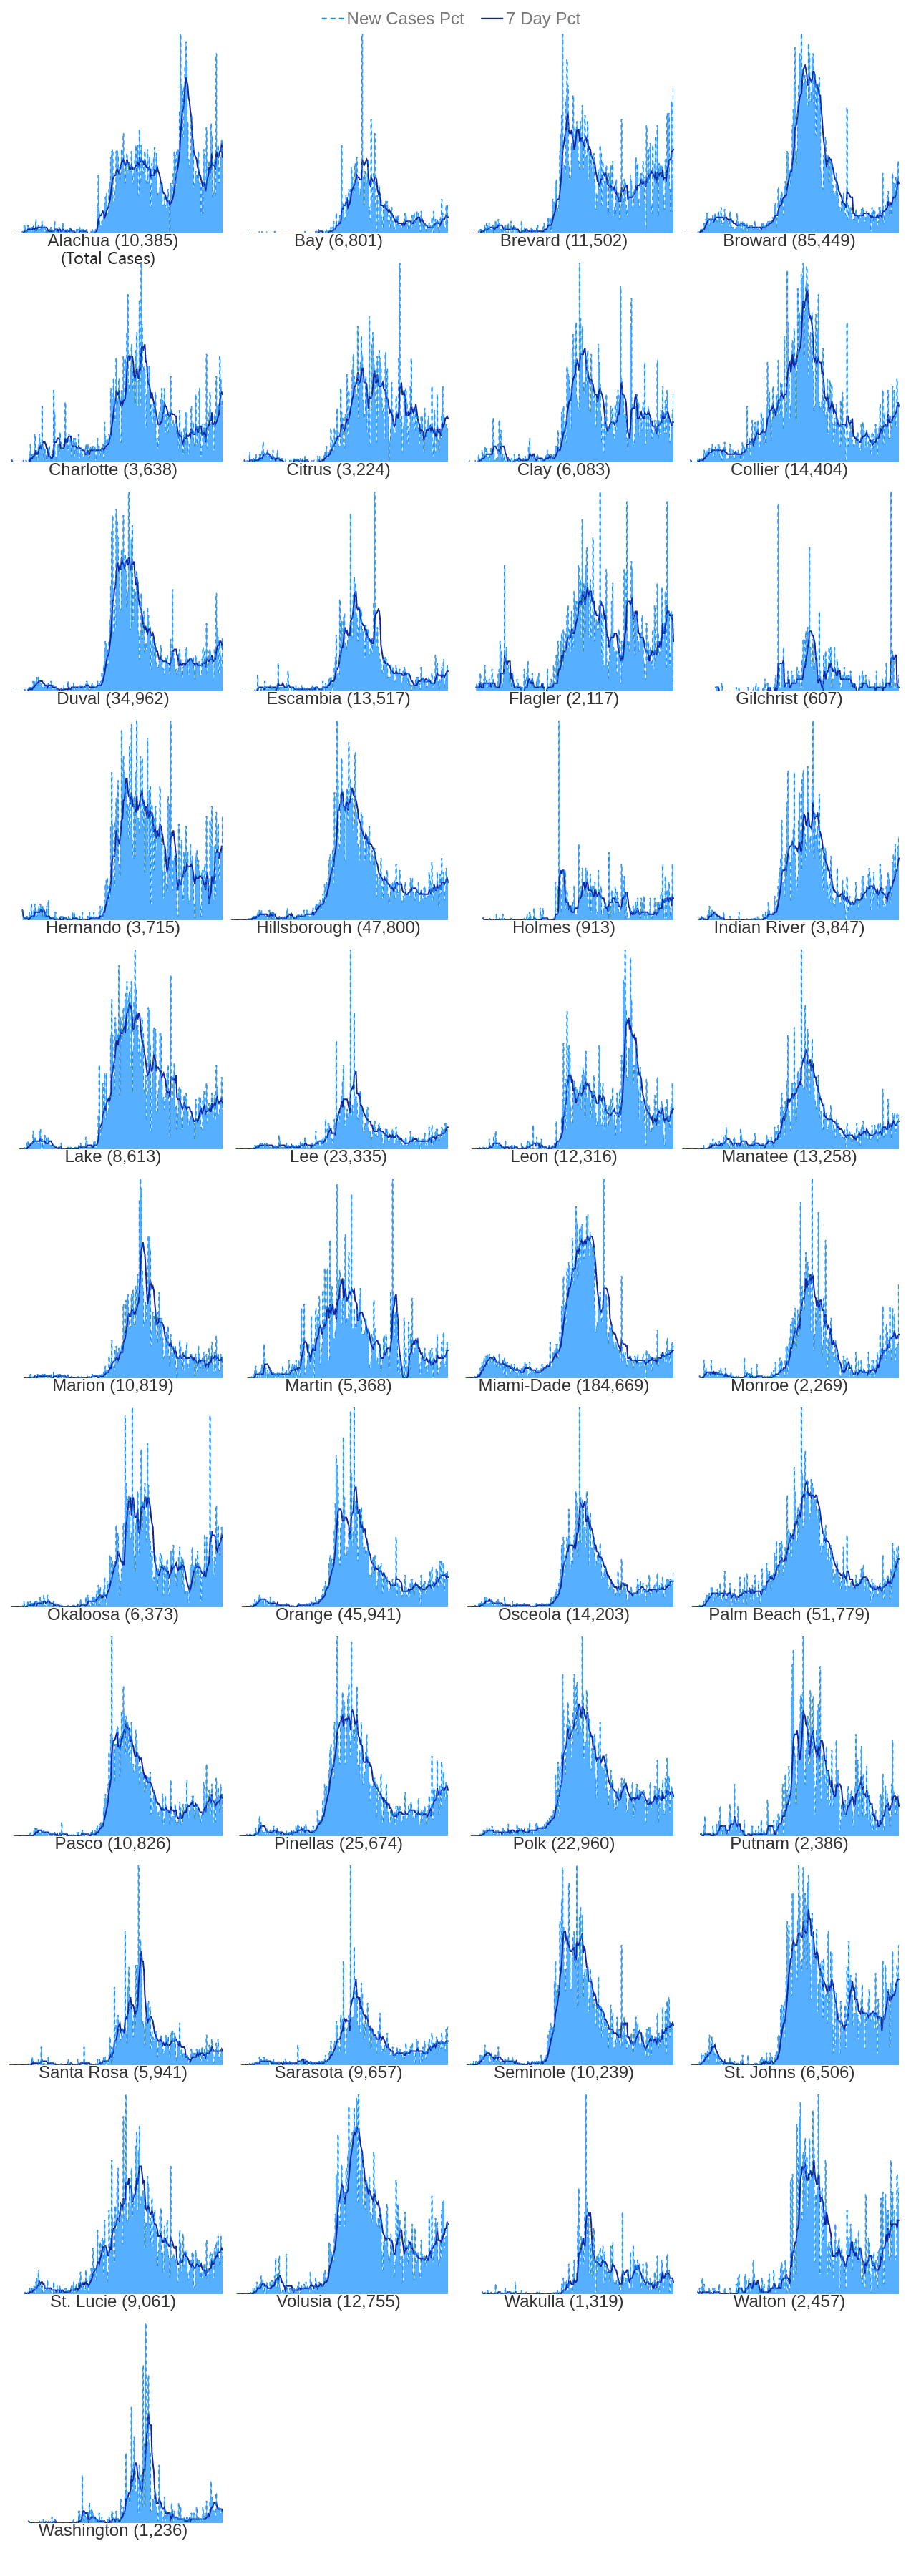 New Cases Pct 7 Day Pct
Alachua (10,385) Bay (6,801) Brevard (11,502) Broward (85,449)
(Total Cases)
Charlotte (3,638) Citrus (3,224) Clay (6,083) Collier (14,404)
Duval (34,962) Escambia (13,517) Flagler (2,117) Gilchrist (607)
Hernando (3,715) Hillsborough (47,800) Holmes (913) Indian River (3,847)
Lake (8,613) Lee (23,335) Leon (12,316) Manatee (13,258)
Marion (10,819) Martin (5,368) Miami-Dade (184,669) Monroe (2,269)
Okaloosa (6,373) Orange (45,941) Osceola (14,203) Palm Beach (51,779)
Pasco (10,826) Pinellas (25,674) Polk (22,960) Putnam (2,386)
Santa Rosa (5,941) Sarasota (9,657) Seminole (10,239) St. Johns (6,506)
St. Lucie (9,061) Volusia (12,755) Wakulla (1,319) Walton (2,457)
Washington (1,236)